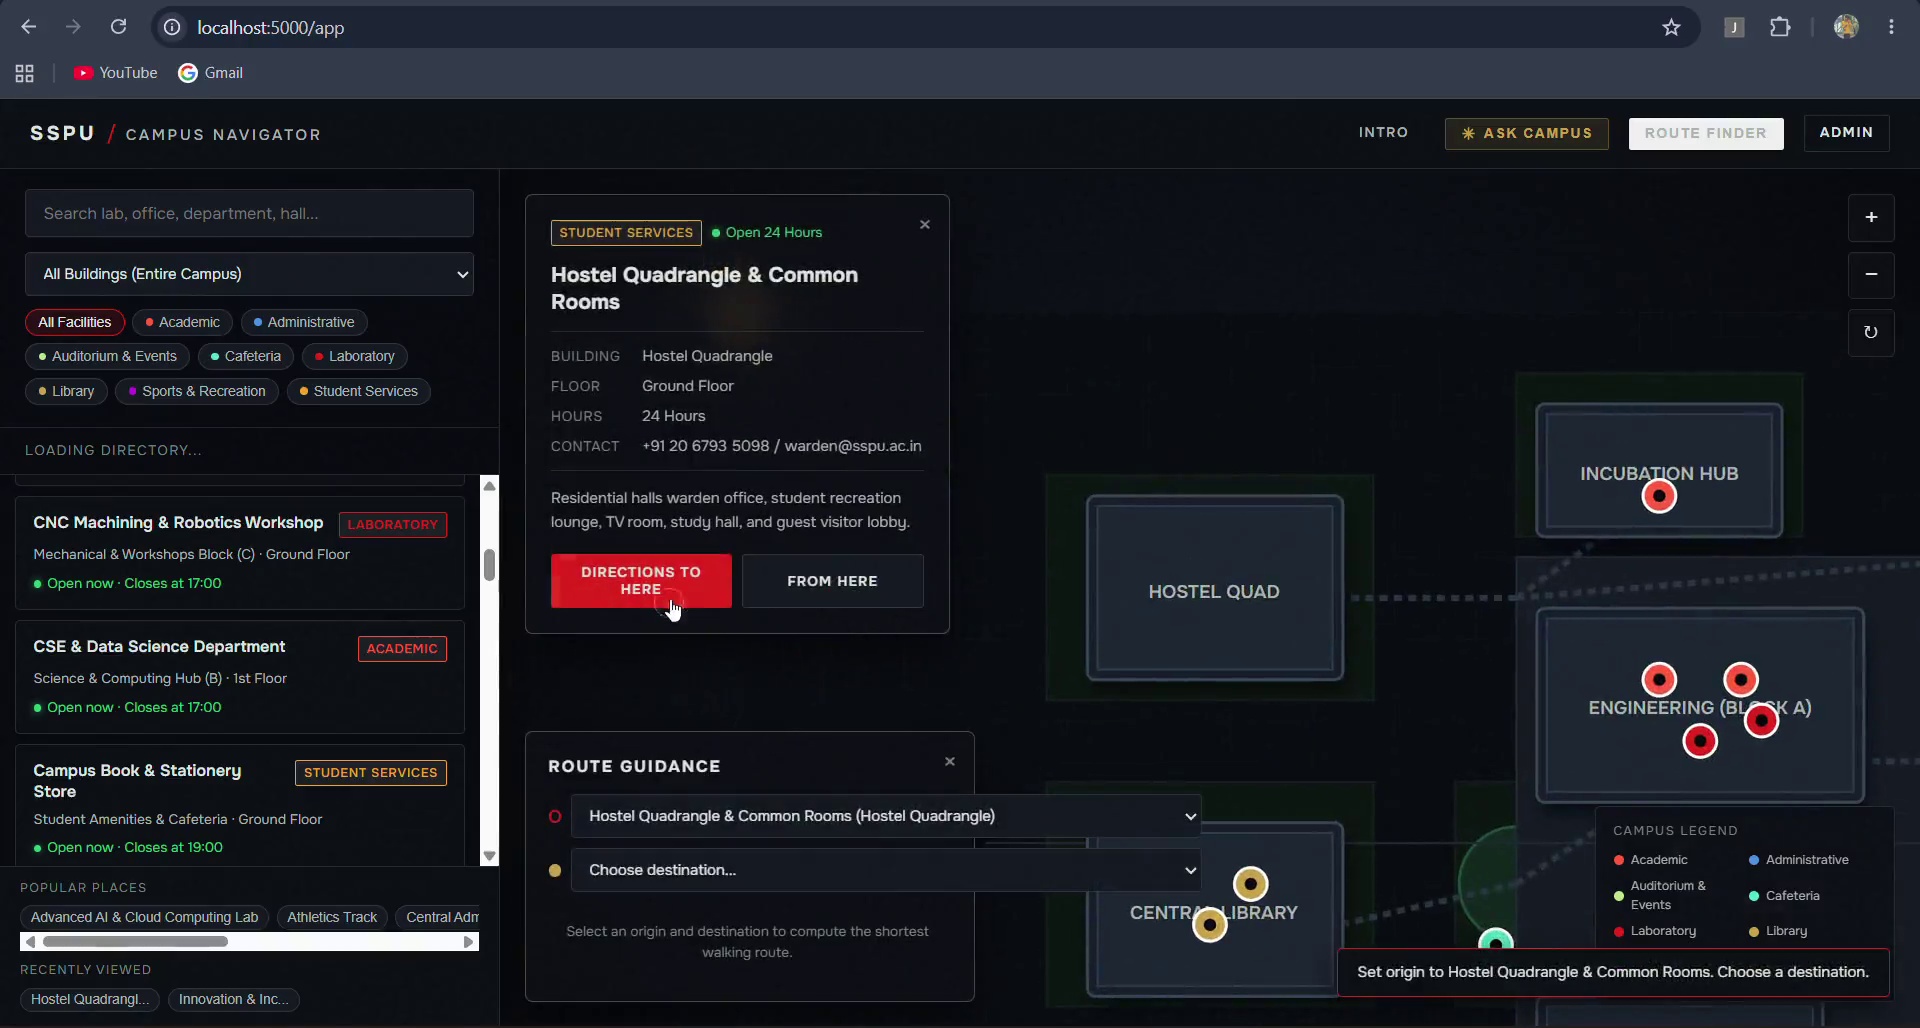 localhost:5000/app
J
YouTube
Gmail
SSPU / CAMPUS NAVIGATOR
INTRO
✳ ASK CAMPUS
ROUTE FINDER
ADMIN
Search lab, office, department, hall...
All Buildings (Entire Campus)
All Facilities
Academic
Administrative
Auditorium & Events
Cafeteria
Laboratory
Library
Sports & Recreation
Student Services
LOADING DIRECTORY...
CNC Machining & Robotics Workshop
LABORATORY
Mechanical & Workshops Block (C) · Ground Floor
Open now · Closes at 17:00
CSE & Data Science Department
ACADEMIC
Science & Computing Hub (B) · 1st Floor
Open now · Closes at 17:00
Campus Book & Stationery
Store
STUDENT SERVICES
Student Amenities & Cafeteria · Ground Floor
Open now · Closes at 19:00
POPULAR PLACES
Advanced AI & Cloud Computing Lab
Athletics Track
Central Adm
RECENTLY VIEWED
Hostel Quadrangl...
Innovation & Inc...
STUDENT SERVICES
Open 24 Hours
×
Hostel Quadrangle & Common
Rooms
BUILDING Hostel Quadrangle
FLOOR Ground Floor
HOURS 24 Hours
CONTACT +91 20 6793 5098 / warden@sspu.ac.in
Residential halls warden office, student recreation
lounge, TV room, study hall, and guest visitor lobby.
DIRECTIONS TO
HERE
FROM HERE
ROUTE GUIDANCE
×
Hostel Quadrangle & Common Rooms (Hostel Quadrangle)
Choose destination...
Select an origin and destination to compute the shortest
walking route.
+
−
↻
INCUBATION HUB
HOSTEL QUAD
ENGINEERING (BLOCK A)
CENTRAL LIBRARY
CAMPUS LEGEND
Academic
Administrative
Auditorium &
Events
Cafeteria
Laboratory
Library
Set origin to Hostel Quadrangle & Common Rooms. Choose a destination.